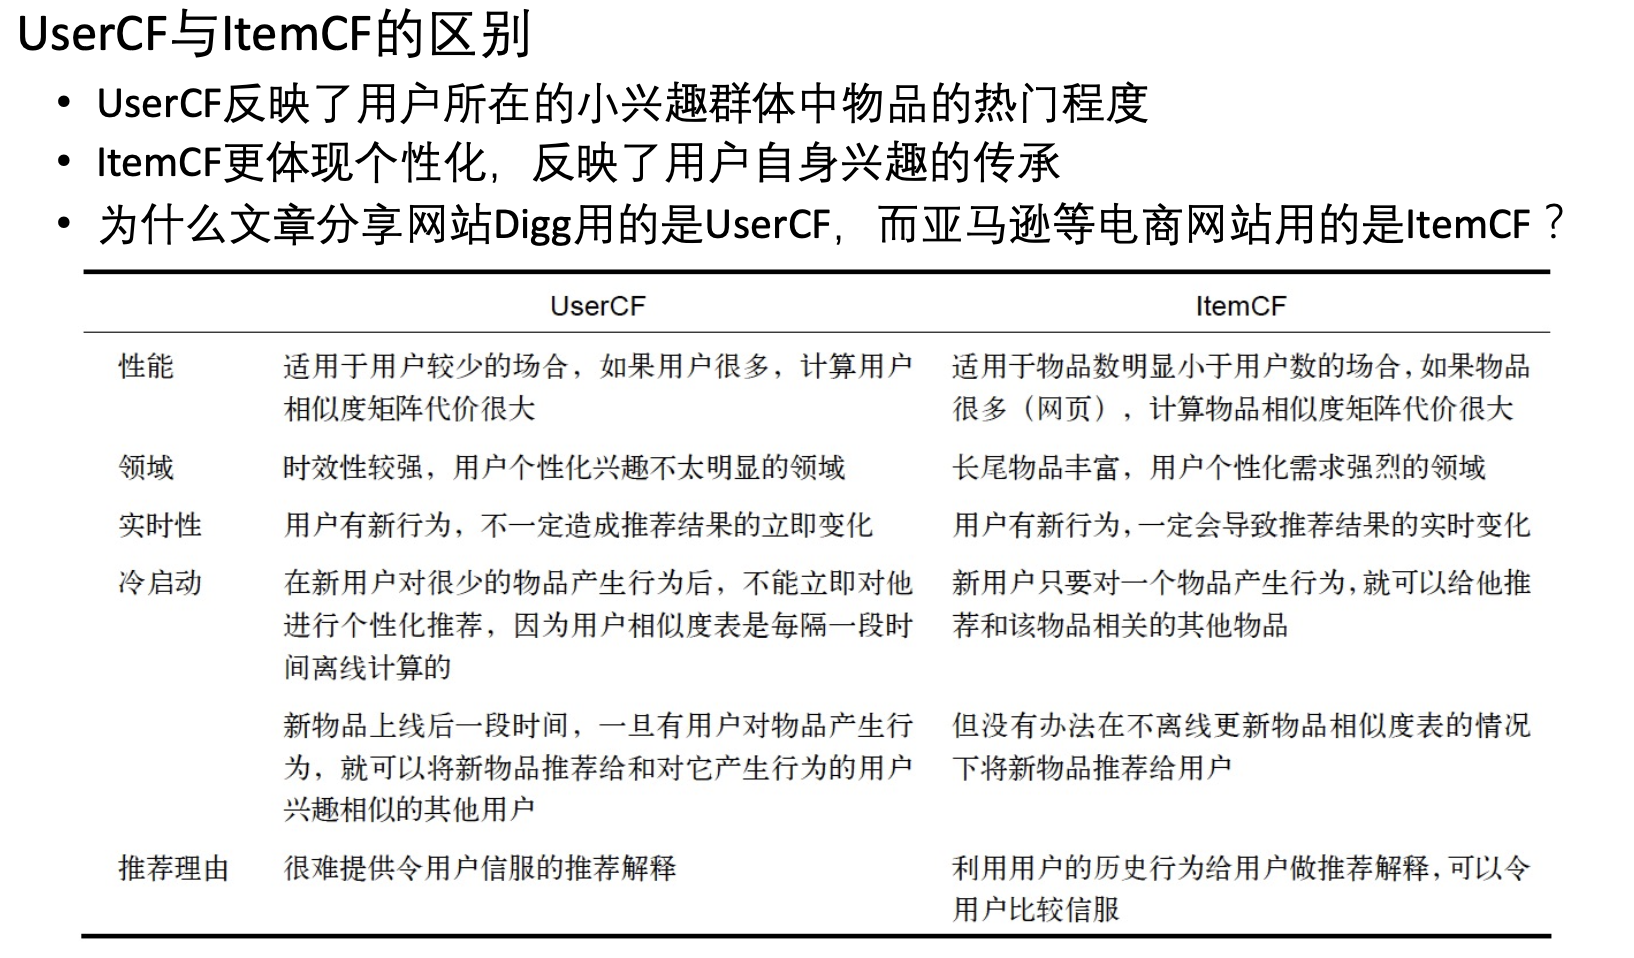 UserCF与ItemCF的区别
• UserCF反映了用户所在的小兴趣群体中物品的热门程度
• ItemCF更体现个性化，反映了用户自身兴趣的传承
• 为什么文章分享网站Digg用的是UserCF，而亚马逊等电商网站用的是ItemCF？
UserCF ItemCF
性能 适用于用户较少的场合，如果用户很多，计算用户 适用于物品数明显小于用户数的场合，如果物品
相似度矩阵代价很大 很多（网页），计算物品相似度矩阵代价很大
领域 时效性较强，用户个性化兴趣不太明显的领域 长尾物品丰富，用户个性化需求强烈的领域
实时性 用户有新行为，不一定造成推荐结果的立即变化 用户有新行为，一定会导致推荐结果的实时变化
冷启动 在新用户对很少的物品产生行为后，不能立即对他 新用户只要对一个物品产生行为，就可以给他推
进行个性化推荐，因为用户相似度表是每隔一段时 荐和该物品相关的其他物品
间离线计算的
新物品上线后一段时间，一旦有用户对物品产生行 但没有办法在不离线更新物品相似度表的情况
为，就可以将新物品推荐给和对它产生行为的用户 下将新物品推荐给用户
兴趣相似的其他用户
推荐理由 很难提供令用户信服的推荐解释 利用用户的历史行为给用户做推荐解释，可以令
用户比较信服